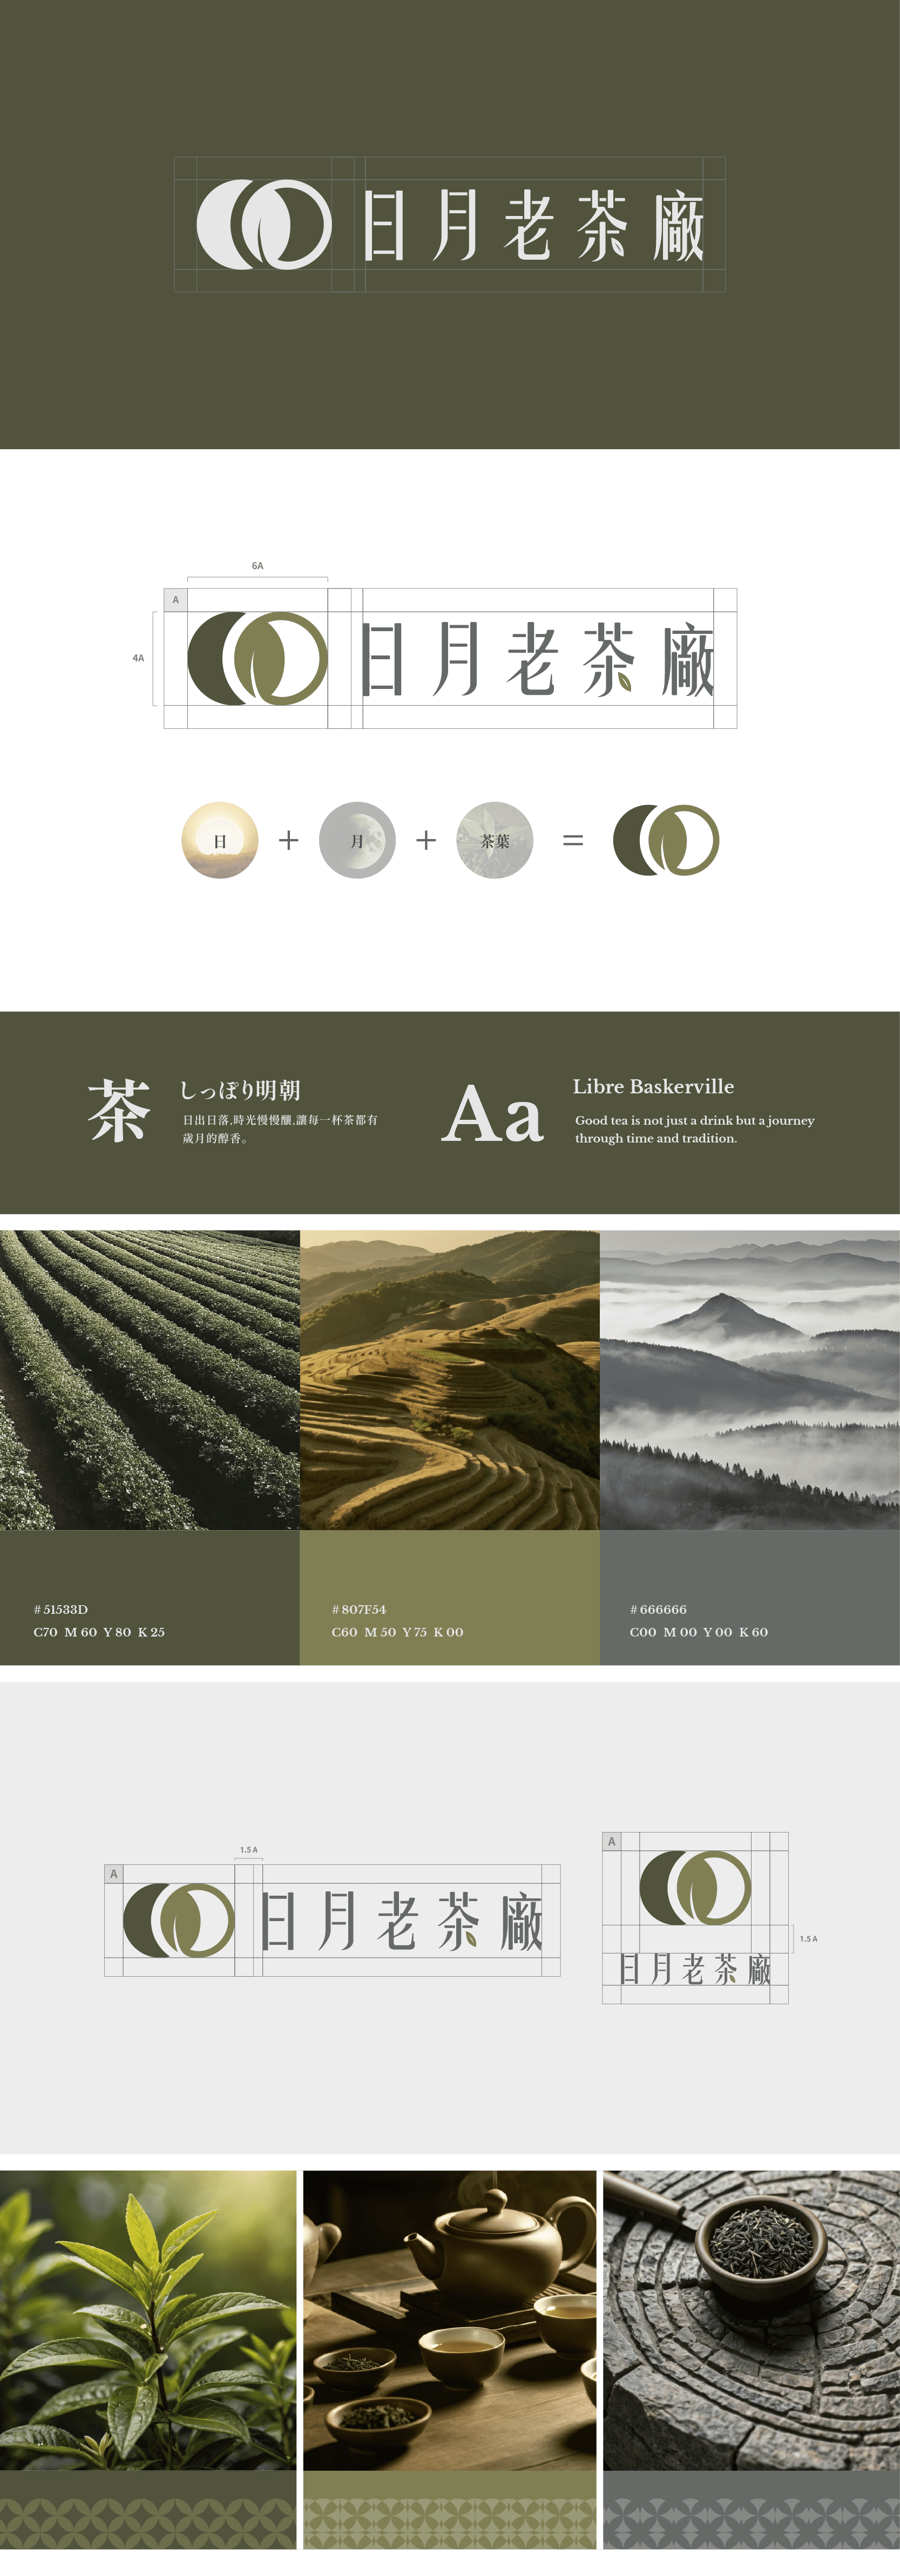 日月老茶廠
6A
A
4A
日月老茶廠
日 + 月 + 茶葉 =
茶
しっぽり明朝
日出日落,時光慢慢釀,讓每一杯茶都有
歲月的醇香。
Aa
Libre Baskerville
Good tea is not just a drink but a journey
through time and tradition.
# 51533D
C70 M 60 Y 80 K 25
# 807F54
C60 M 50 Y 75 K 00
# 666666
C00 M 00 Y 00 K 60
1.5 A
A
日月老茶廠
A
1.5 A
日月老茶廠